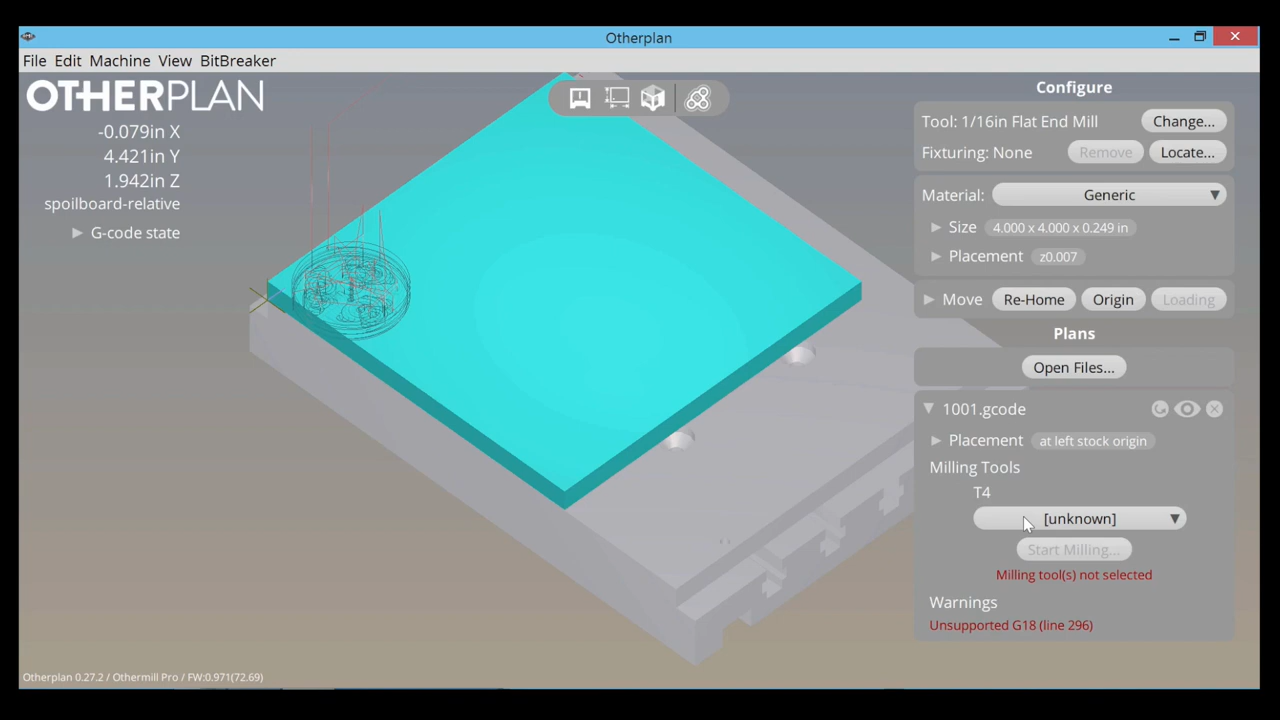 Otherplan
File Edit Machine View BitBreaker
OTHERPLAN
-0.079in X
4.421in Y
1.942in Z
spoilboard-relative
G-code state
Configure
Tool: 1/16in Flat End Mill Change...
Fixturing: None Remove Locate...
Material: Generic
Size 4.000 x 4.000 x 0.249 in
Placement z0.007
Move Re-Home Origin Loading
Plans
Open Files...
1001.gcode
Placement at left stock origin
Milling Tools
T4
[unknown]
Start Milling...
Milling tool(s) not selected
Warnings
Unsupported G18 (line 296)
Otherplan 0.27.2 / Othermill Pro / FW:0.971(72.69)